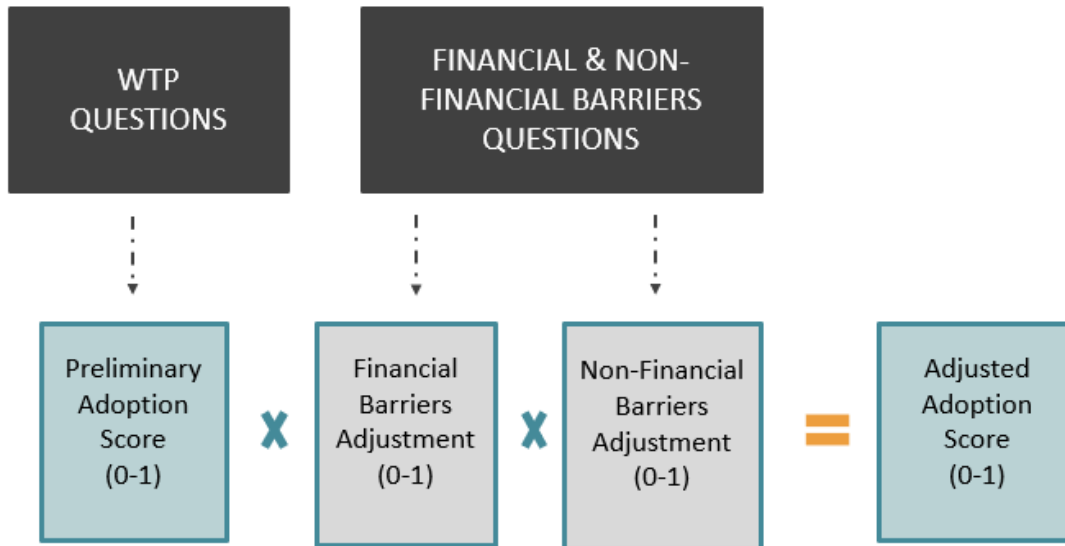 WTP
QUESTIONS
FINANCIAL & NON-
FINANCIAL BARRIERS
QUESTIONS
Preliminary
Adoption
Score
(0-1)
x
Financial
Barriers
Adjustment
(0-1)
x
Non-Financial
Barriers
Adjustment
(0-1)
=
Adjusted
Adoption
Score
(0-1)